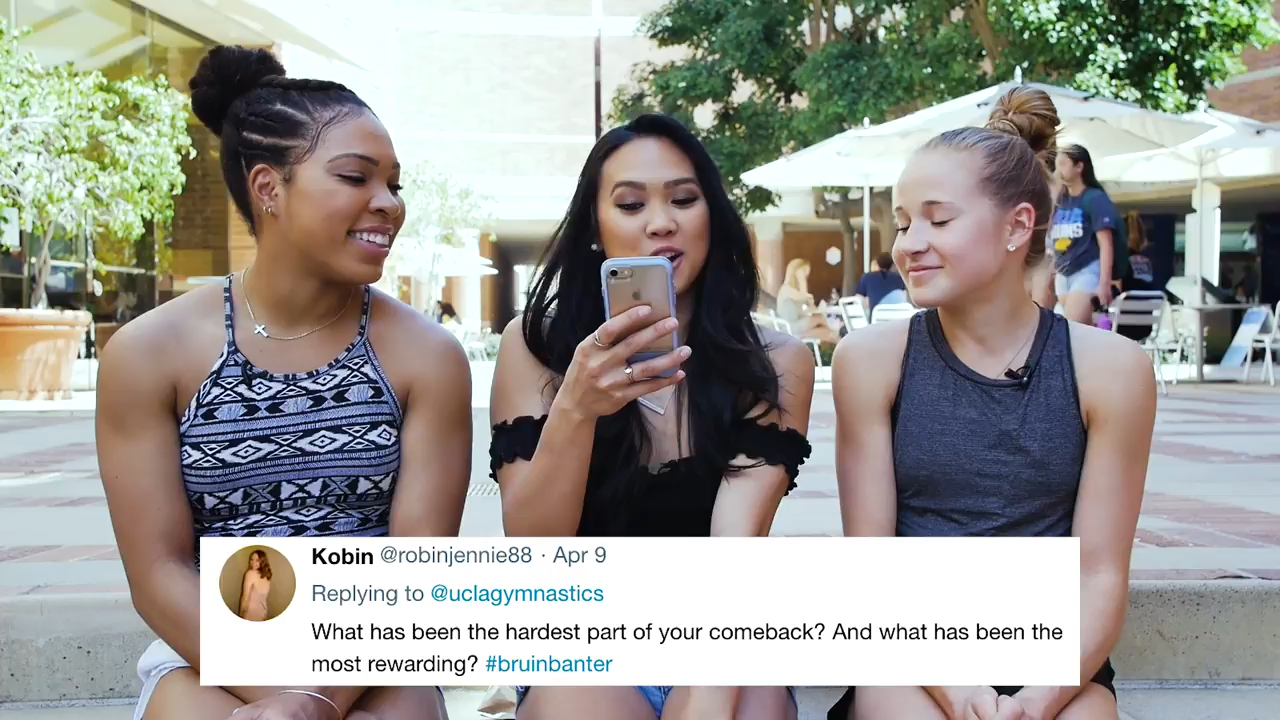 Kobin @robinjennie88 · Apr 9
Replying to @uclagymnastics
What has been the hardest part of your comeback? And what has been the
most rewarding? #bruinbanter